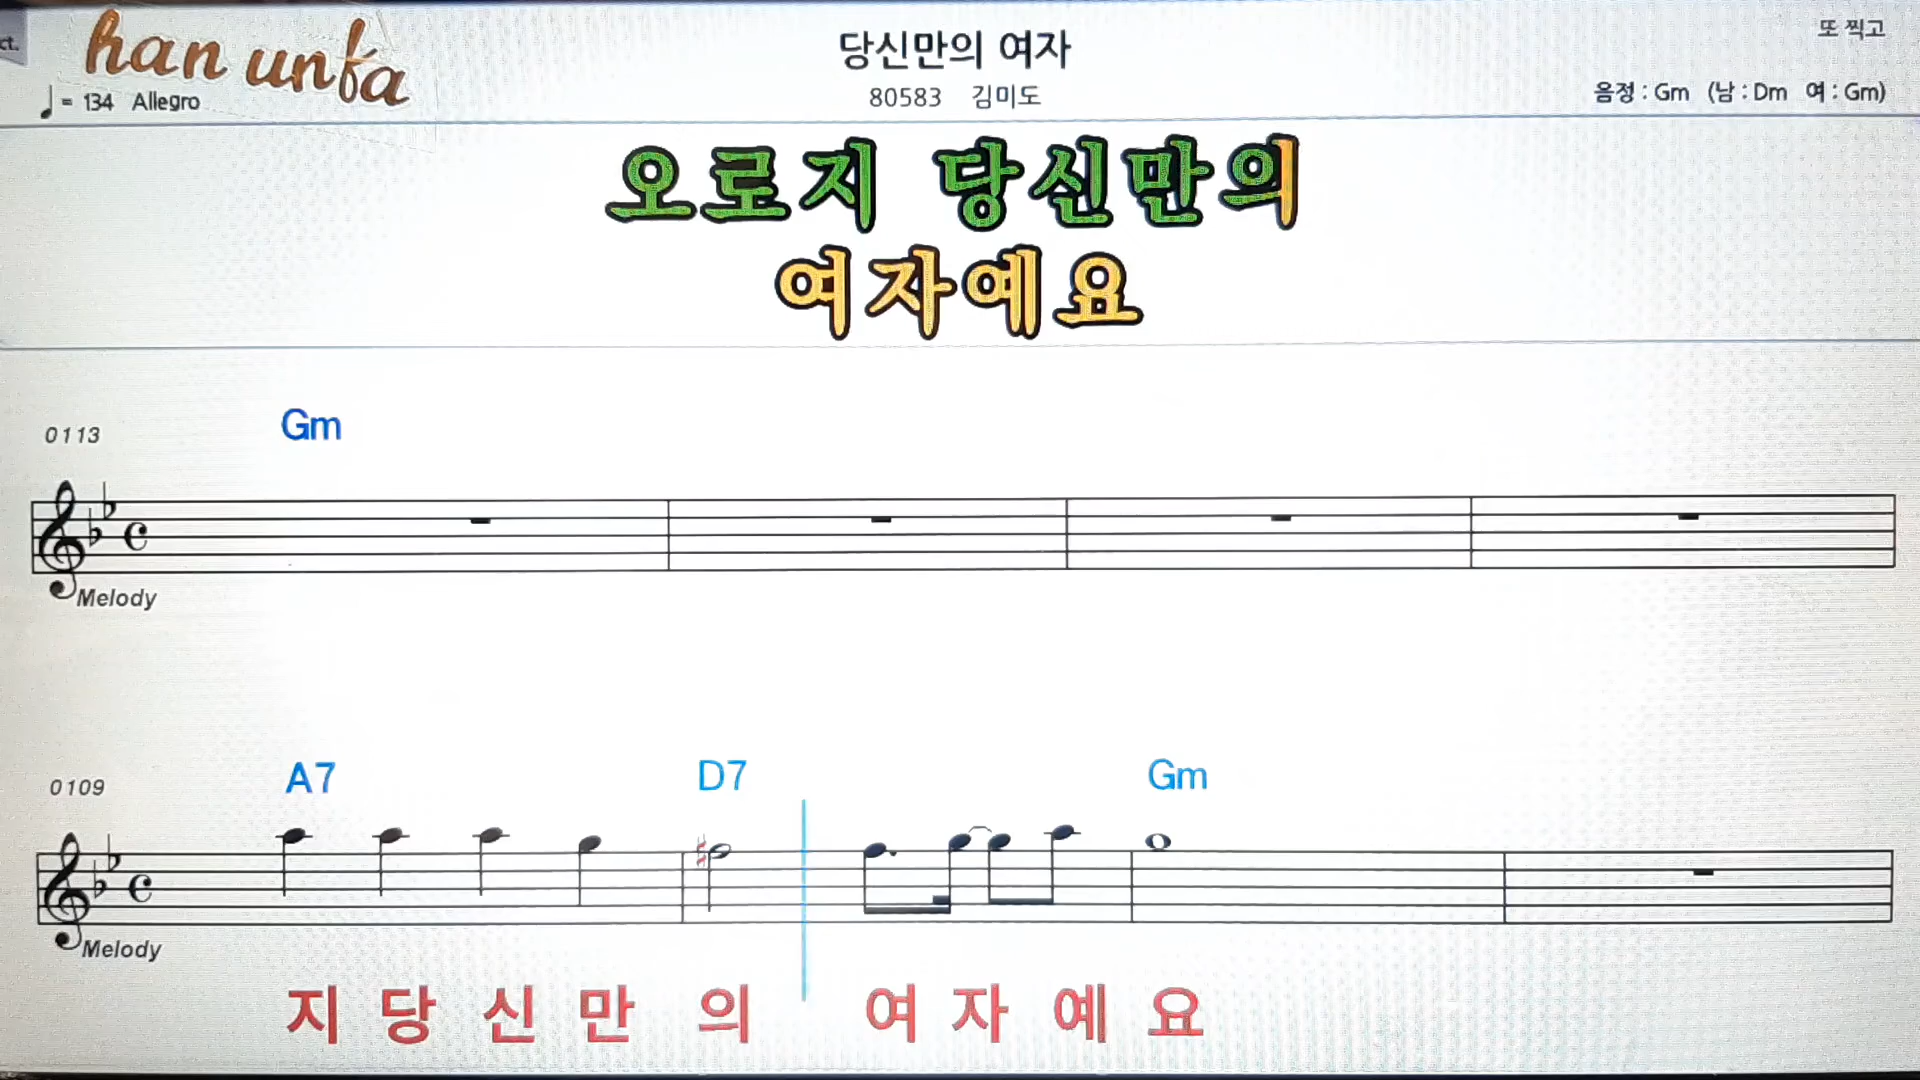 ct.
han unfa
당신만의 여자
또 찍고
= 134 Allegro
80583 김미도
음정 : Gm (남 : Dm 여 : Gm)
오로지 당신만의
여자예요
0113 Gm
Melody
0109 A7 D7 Gm
Melody
지 당 신 만 의 여 자 예 요